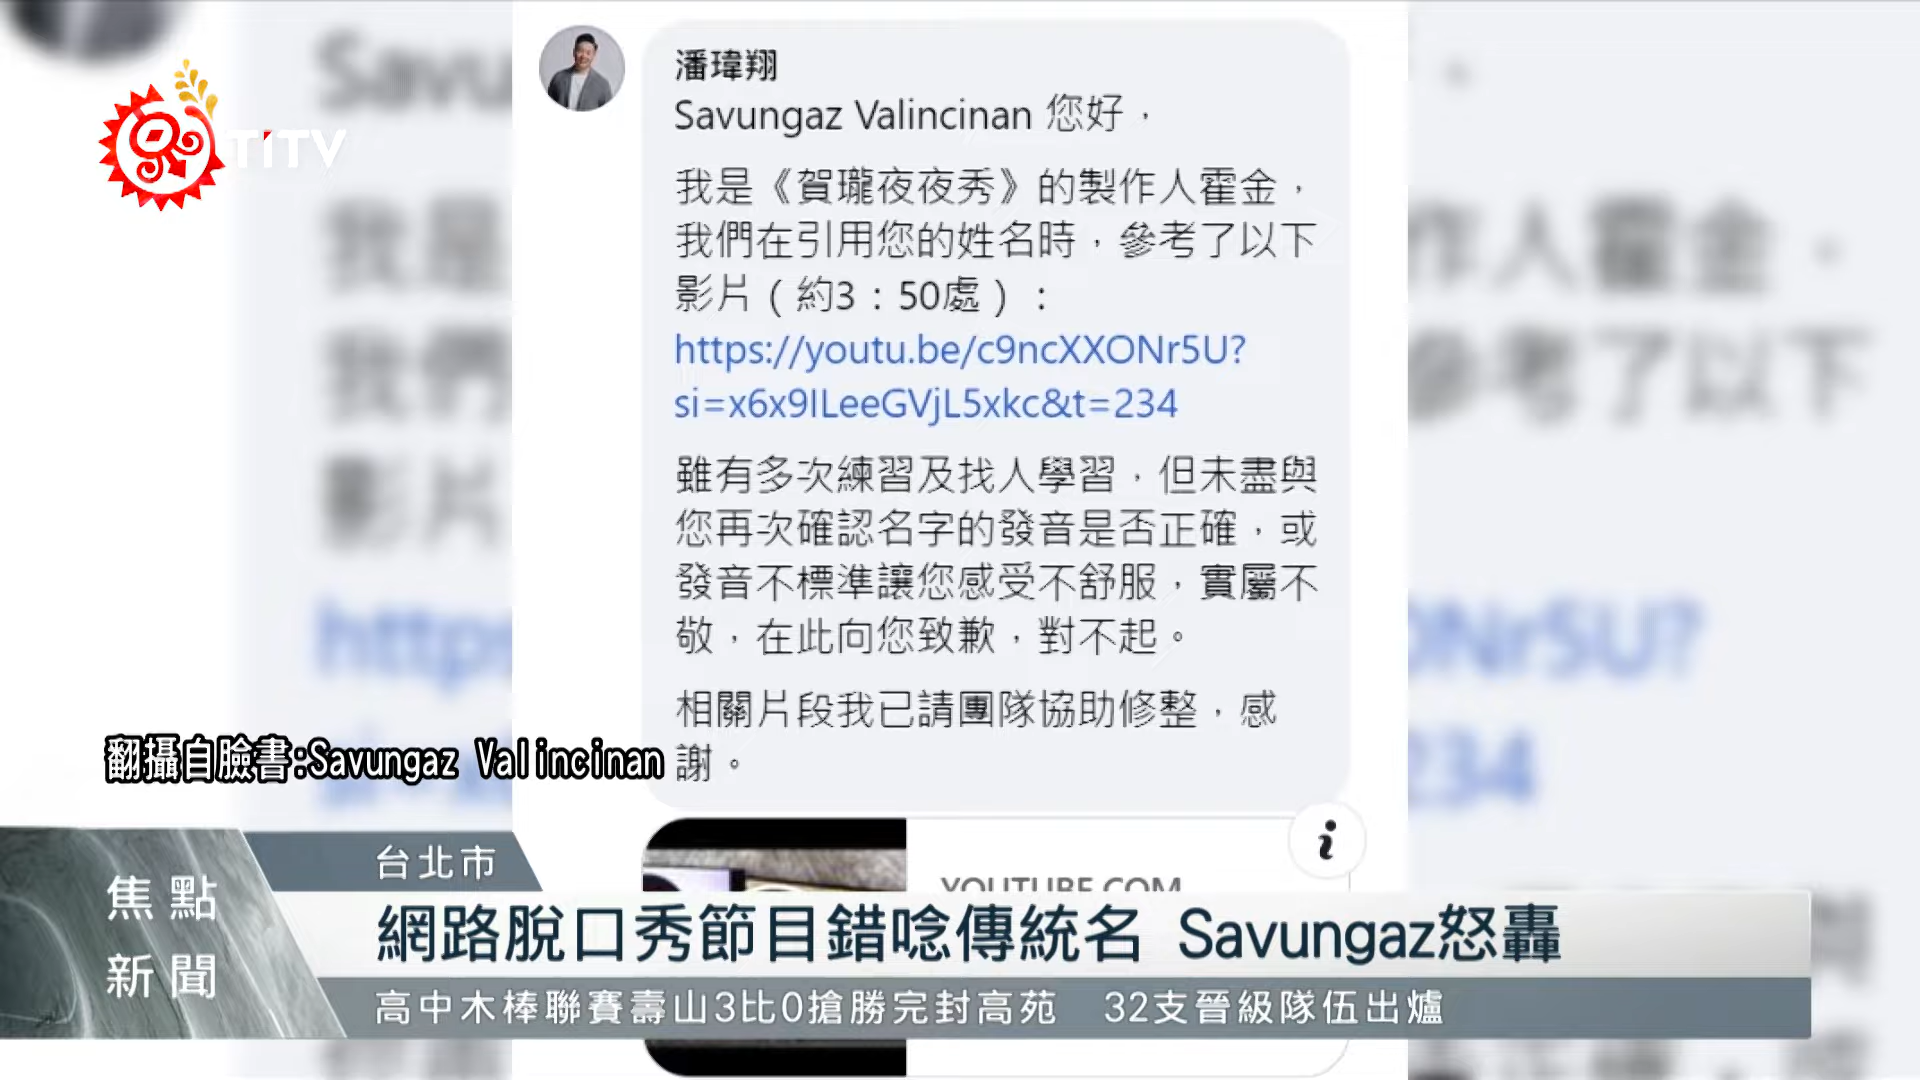 潘瑋翔
Savungaz Valincinan 您好，
我是《賀瓏夜夜秀》的製作人霍金，
我們在引用您的姓名時，參考了以下
影片（約3：50處）：
https://youtu.be/c9ncXXONr5U?
si=x6x9ILeeGVjL5xkc&t=234
雖有多次練習及找人學習，但未盡與
您再次確認名字的發音是否正確，或
發音不標準讓您感受不舒服，實屬不
敬，在此向您致歉，對不起。
相關片段我已請團隊協助修整，感
謝。
TiTV
翻攝自臉書:Savungaz Valincinan
YOUTUBE.COM
焦點
新聞
台北市
網路脫口秀節目錯唸傳統名 Savungaz怒轟
高中木棒聯賽壽山3比0搶勝完封高苑 32支晉級隊伍出爐